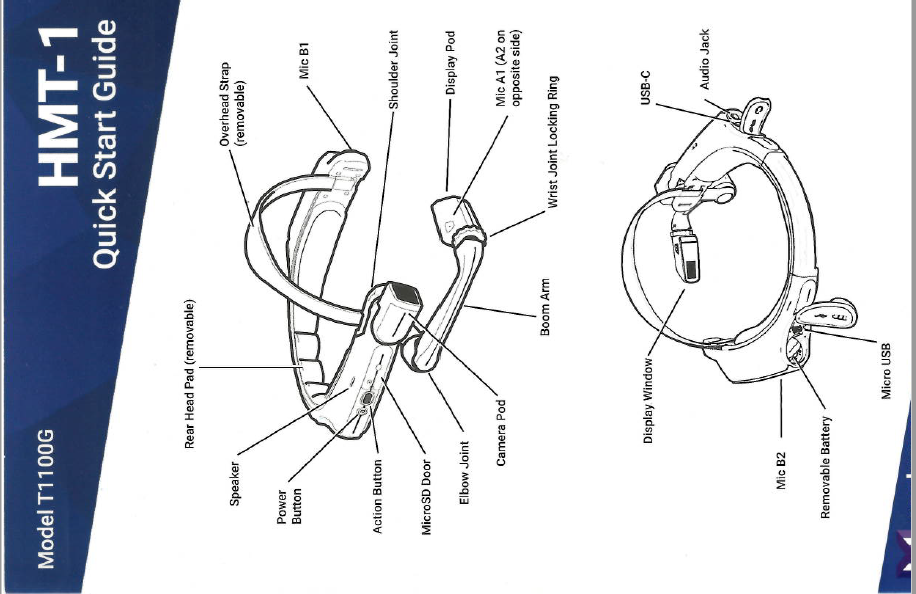 HMT-1
Quick Start Guide
Model T1100G
Overhead Strap
(removable)
Mic B1
Shoulder Joint
Display Pod
Mic A1 (A2 on
opposite side)
Wrist Joint Locking Ring
Rear Head Pad (removable)
Speaker
Power
Button
Action Button
MicroSD Door
Elbow Joint
Camera Pod
Boom Arm
USB-C
Audio Jack
Display Window
Mic B2
Removable Battery
Micro USB